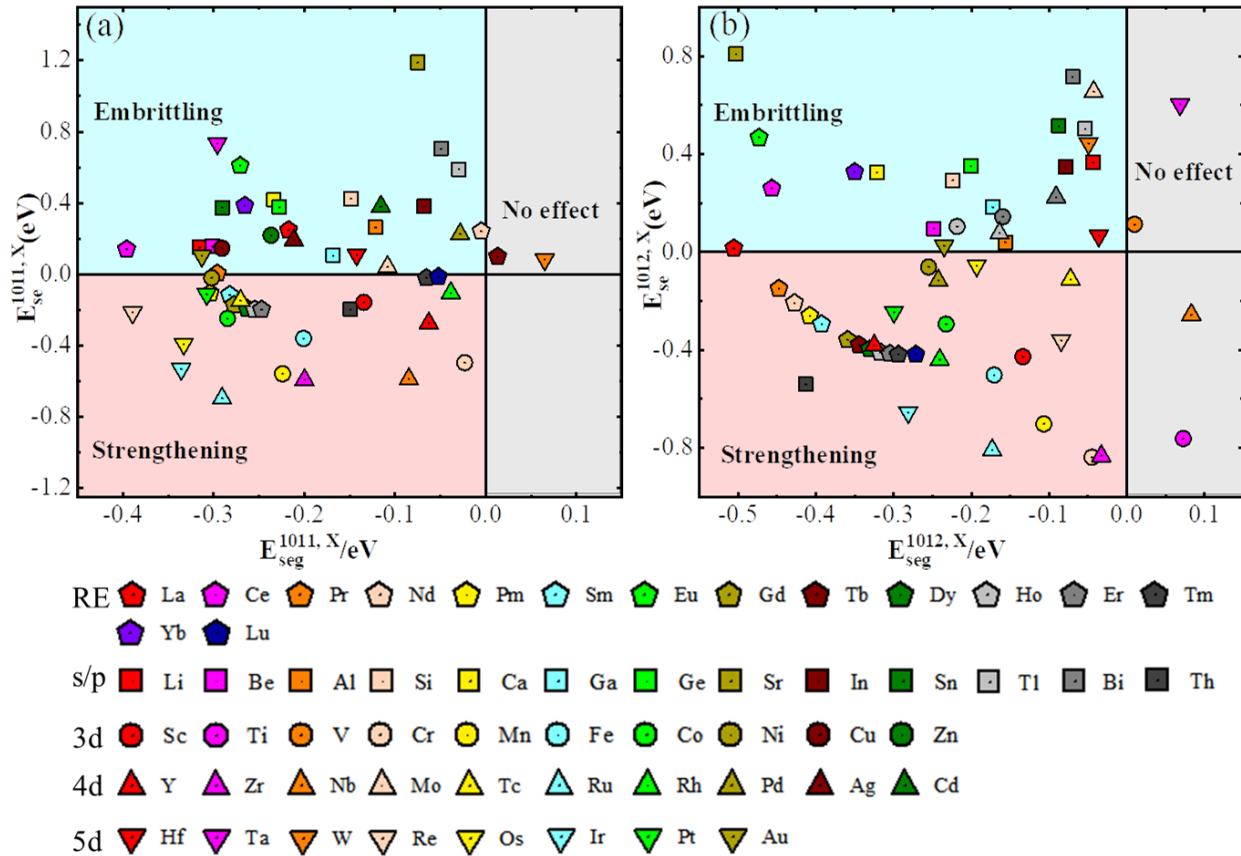 (a)
Embrittling
No effect
Strengthening
E_se^1011, X (eV)
1.2
0.8
0.4
0.0
-0.4
-0.8
-1.2
-0.4 -0.3 -0.2 -0.1 0.0 0.1
E_seg^1011, X/eV
(b)
Embrittling
No effect
Strengthening
E_se^1012, X (eV)
0.8
0.4
0.0
-0.4
-0.8
-0.5 -0.4 -0.3 -0.2 -0.1 0.0 0.1
E_seg^1012, X/eV
RE La Ce Pr Nd Pm Sm Eu Gd Tb Dy Ho Er Tm
Yb Lu
s/p Li Be Al Si Ca Ga Ge Sr In Sn Tl Bi Th
3d Sc Ti V Cr Mn Fe Co Ni Cu Zn
4d Y Zr Nb Mo Tc Ru Rh Pd Ag Cd
5d Hf Ta W Re Os Ir Pt Au